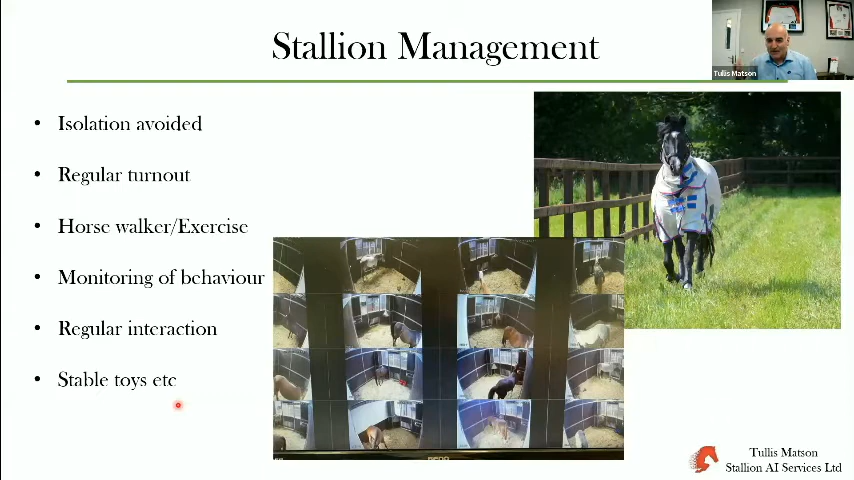 Stallion Management
Tullis Matson
• Isolation avoided
• Regular turnout
• Horse walker/Exercise
• Monitoring of behaviour
• Regular interaction
• Stable toys etc
Tullis Matson
Stallion AI Services Ltd